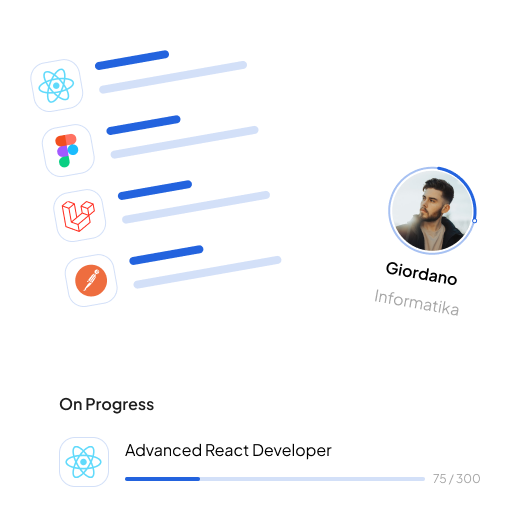 Giordano
Informatika
On Progress
Advanced React Developer
75 / 300